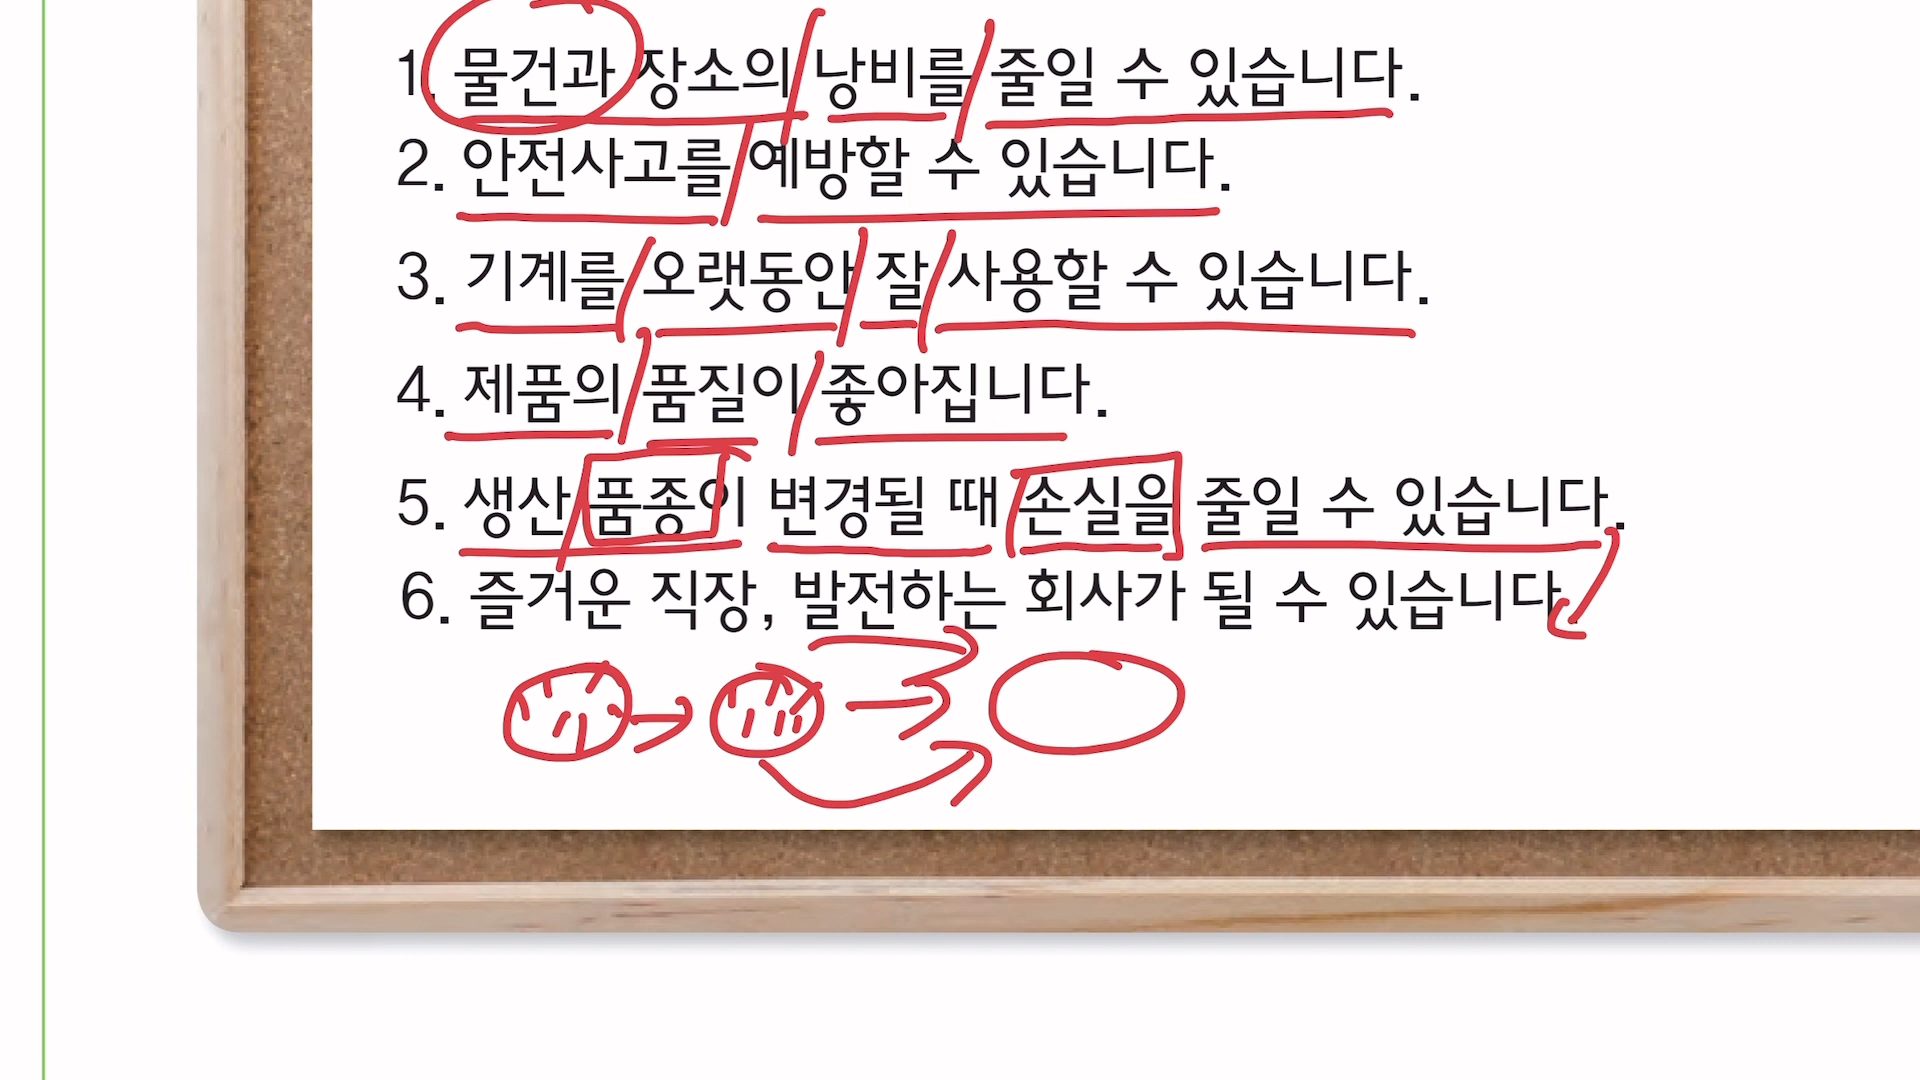 1. 물건과 장소의 낭비를 줄일 수 있습니다.
2. 안전사고를 예방할 수 있습니다.
3. 기계를 오랫동안 잘 사용할 수 있습니다.
4. 제품의 품질이 좋아집니다.
5. 생산 품종이 변경될 때 손실을 줄일 수 있습니다.
6. 즐거운 직장, 발전하는 회사가 될 수 있습니다.